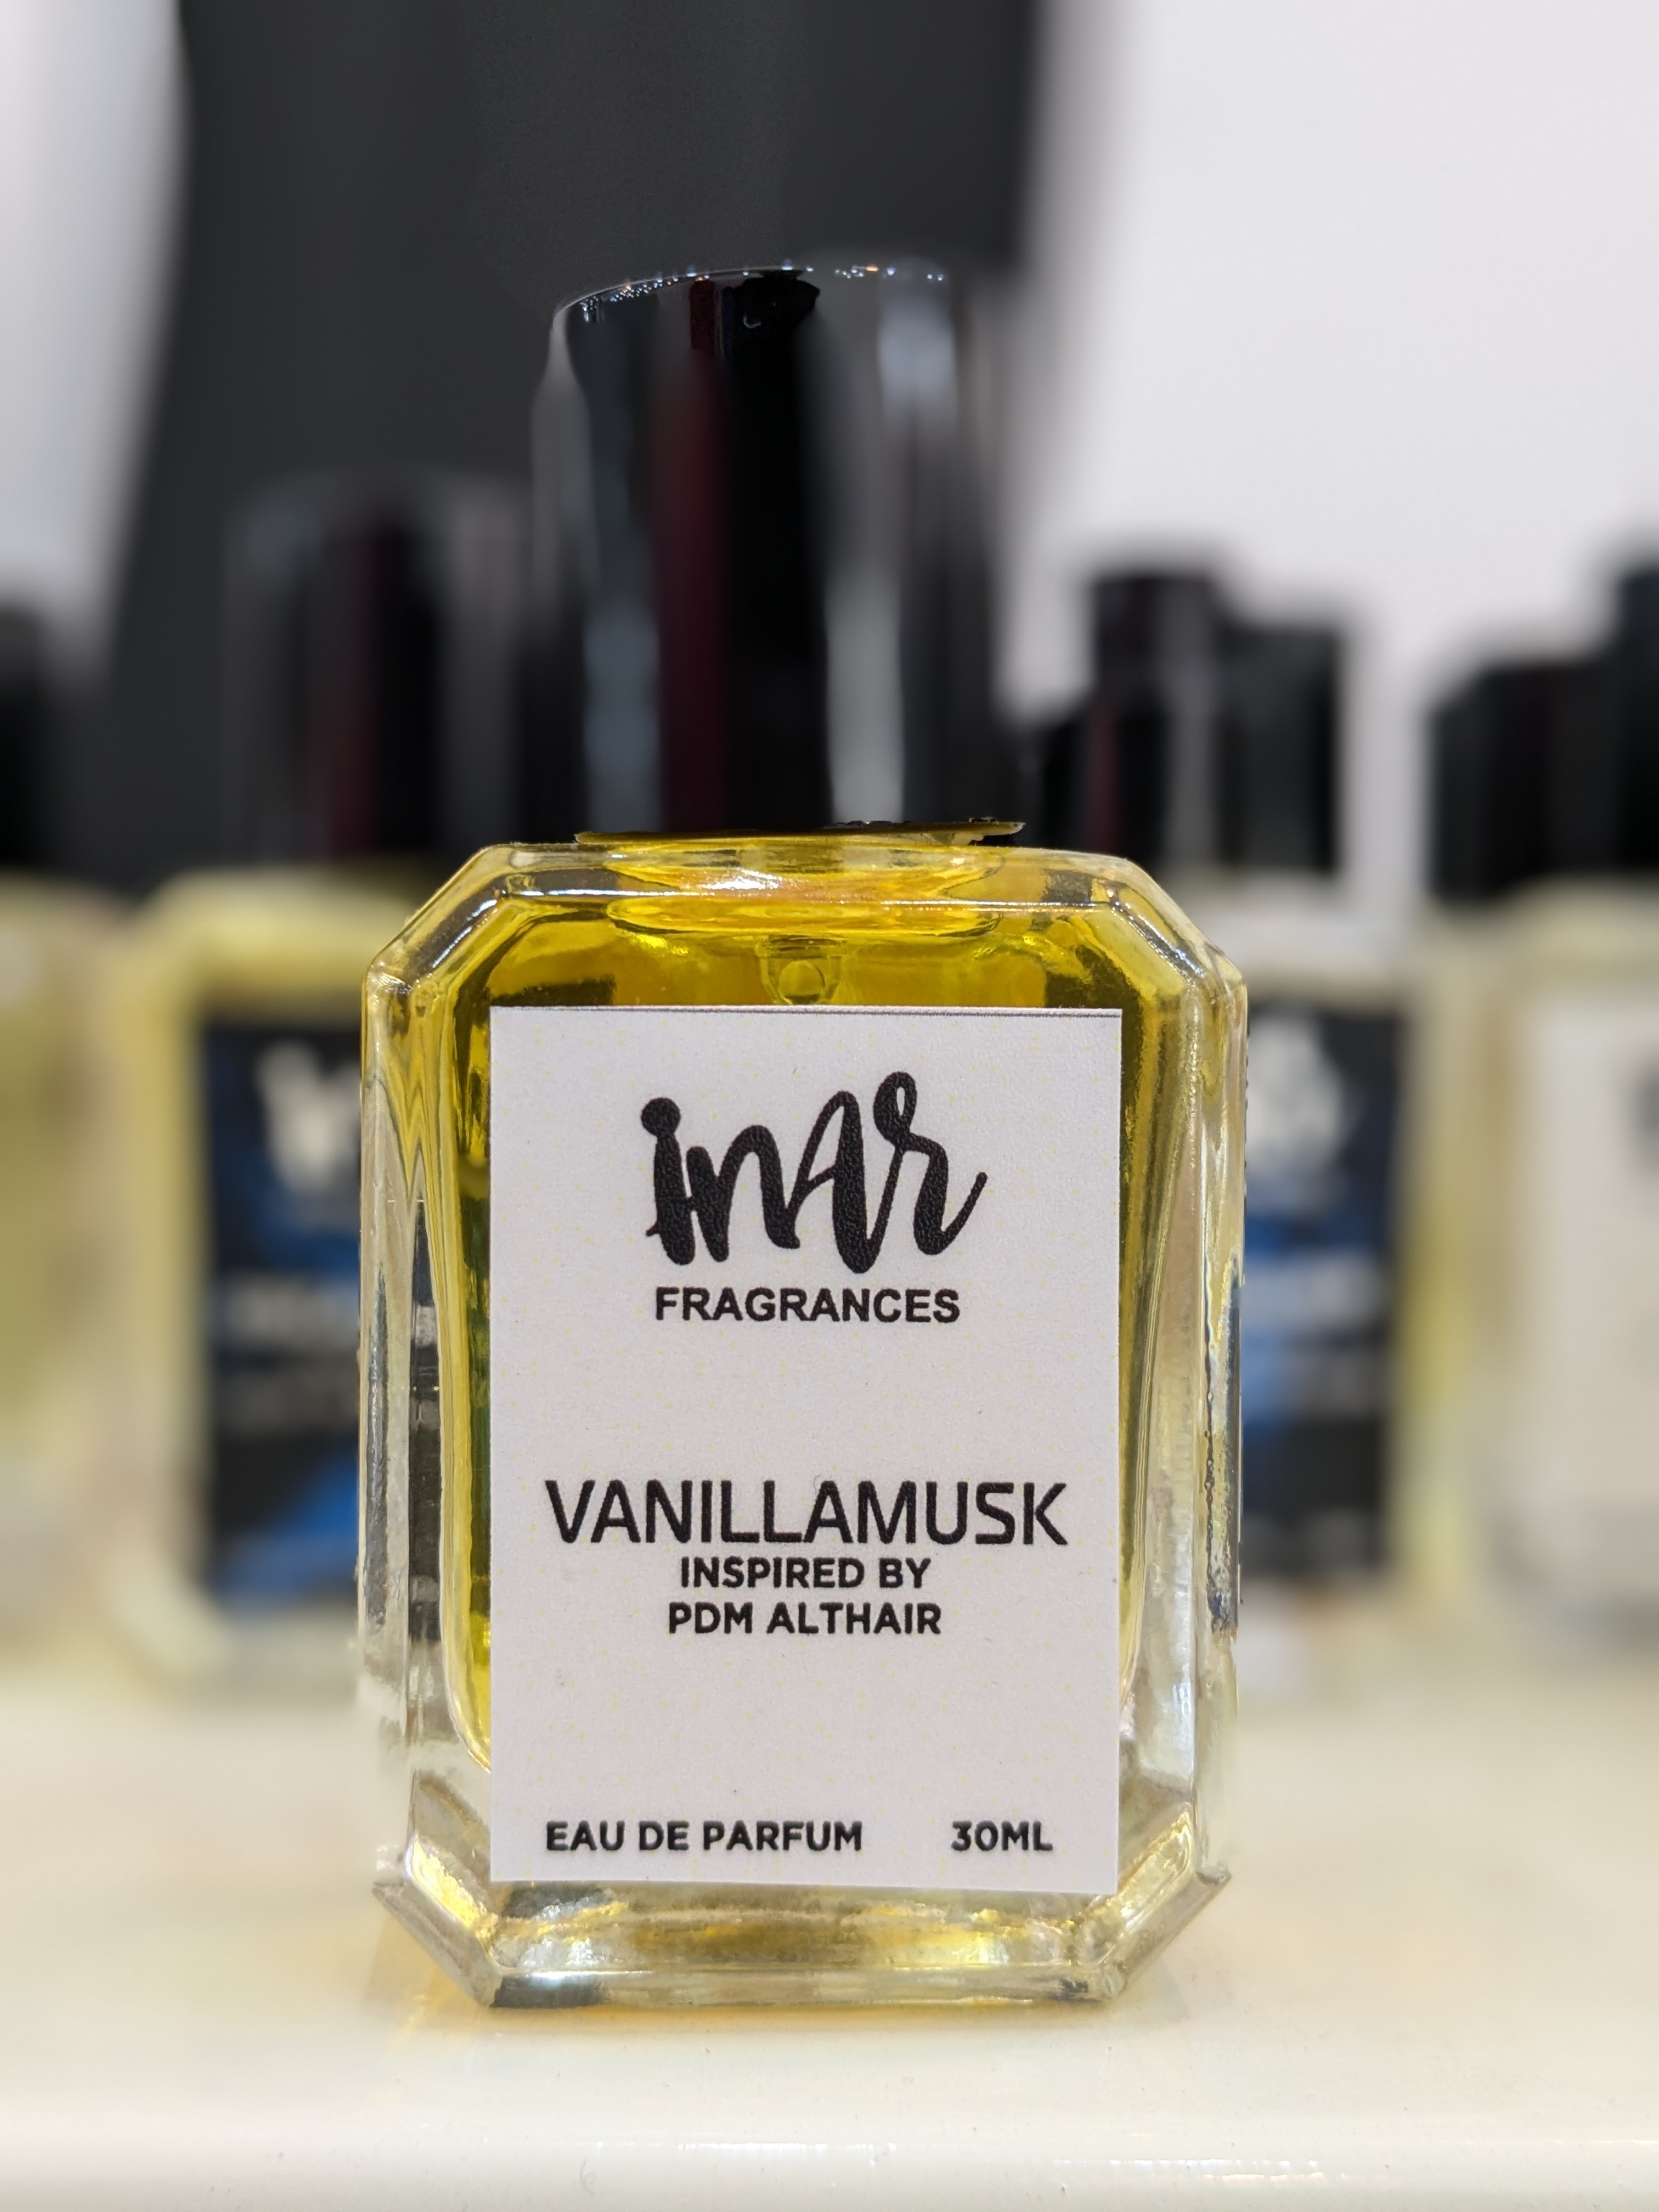 inAr
FRAGRANCES
VANILLAMUSK
INSPIRED BY
PDM ALTHAIR
EAU DE PARFUM 30ML